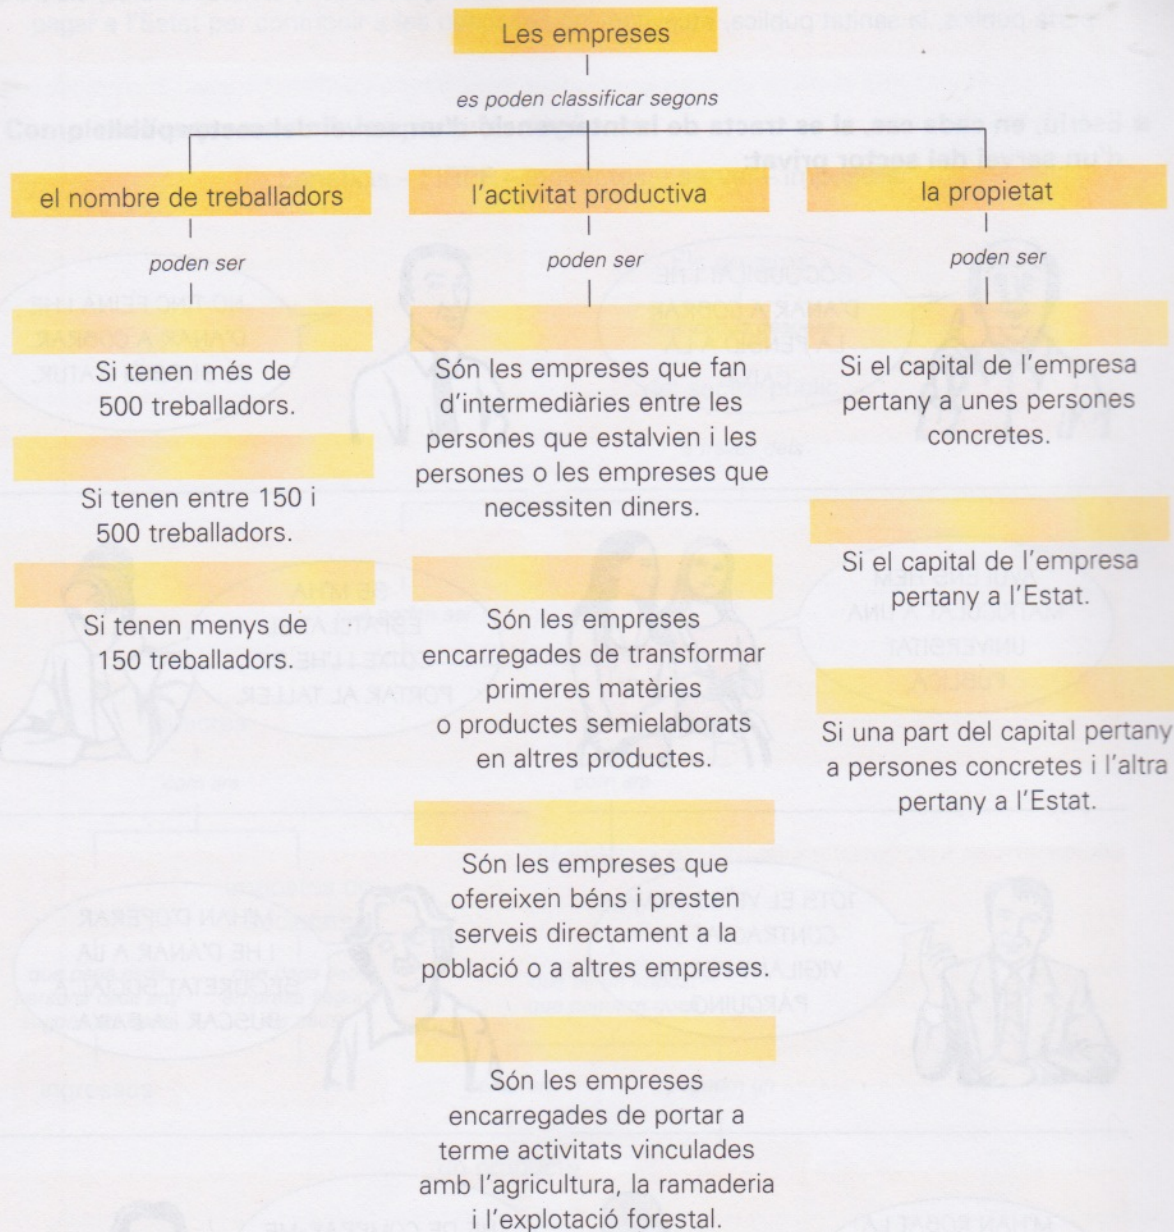 Les empreses
es poden classificar segons
el nombre de treballadors
poden ser
Si tenen més de
500 treballadors.
Si tenen entre 150 i
500 treballadors.
Si tenen menys de
150 treballadors.
l'activitat productiva
poden ser
Són les empreses que fan
d'intermediàries entre les
persones que estalvien i les
persones o les empreses que
necessiten diners.
Són les empreses
encarregades de transformar
primeres matèries
o productes semielaborats
en altres productes.
Són les empreses que
ofereixen béns i presten
serveis directament a la
població o a altres empreses.
Són les empreses
encarregades de portar a
terme activitats vinculades
amb l'agricultura, la ramaderia
i l'explotació forestal.
la propietat
poden ser
Si el capital de l'empresa
pertany a unes persones
concretes.
Si el capital de l'empresa
pertany a l'Estat.
Si una part del capital pertany
a persones concretes i l'altra
pertany a l'Estat.